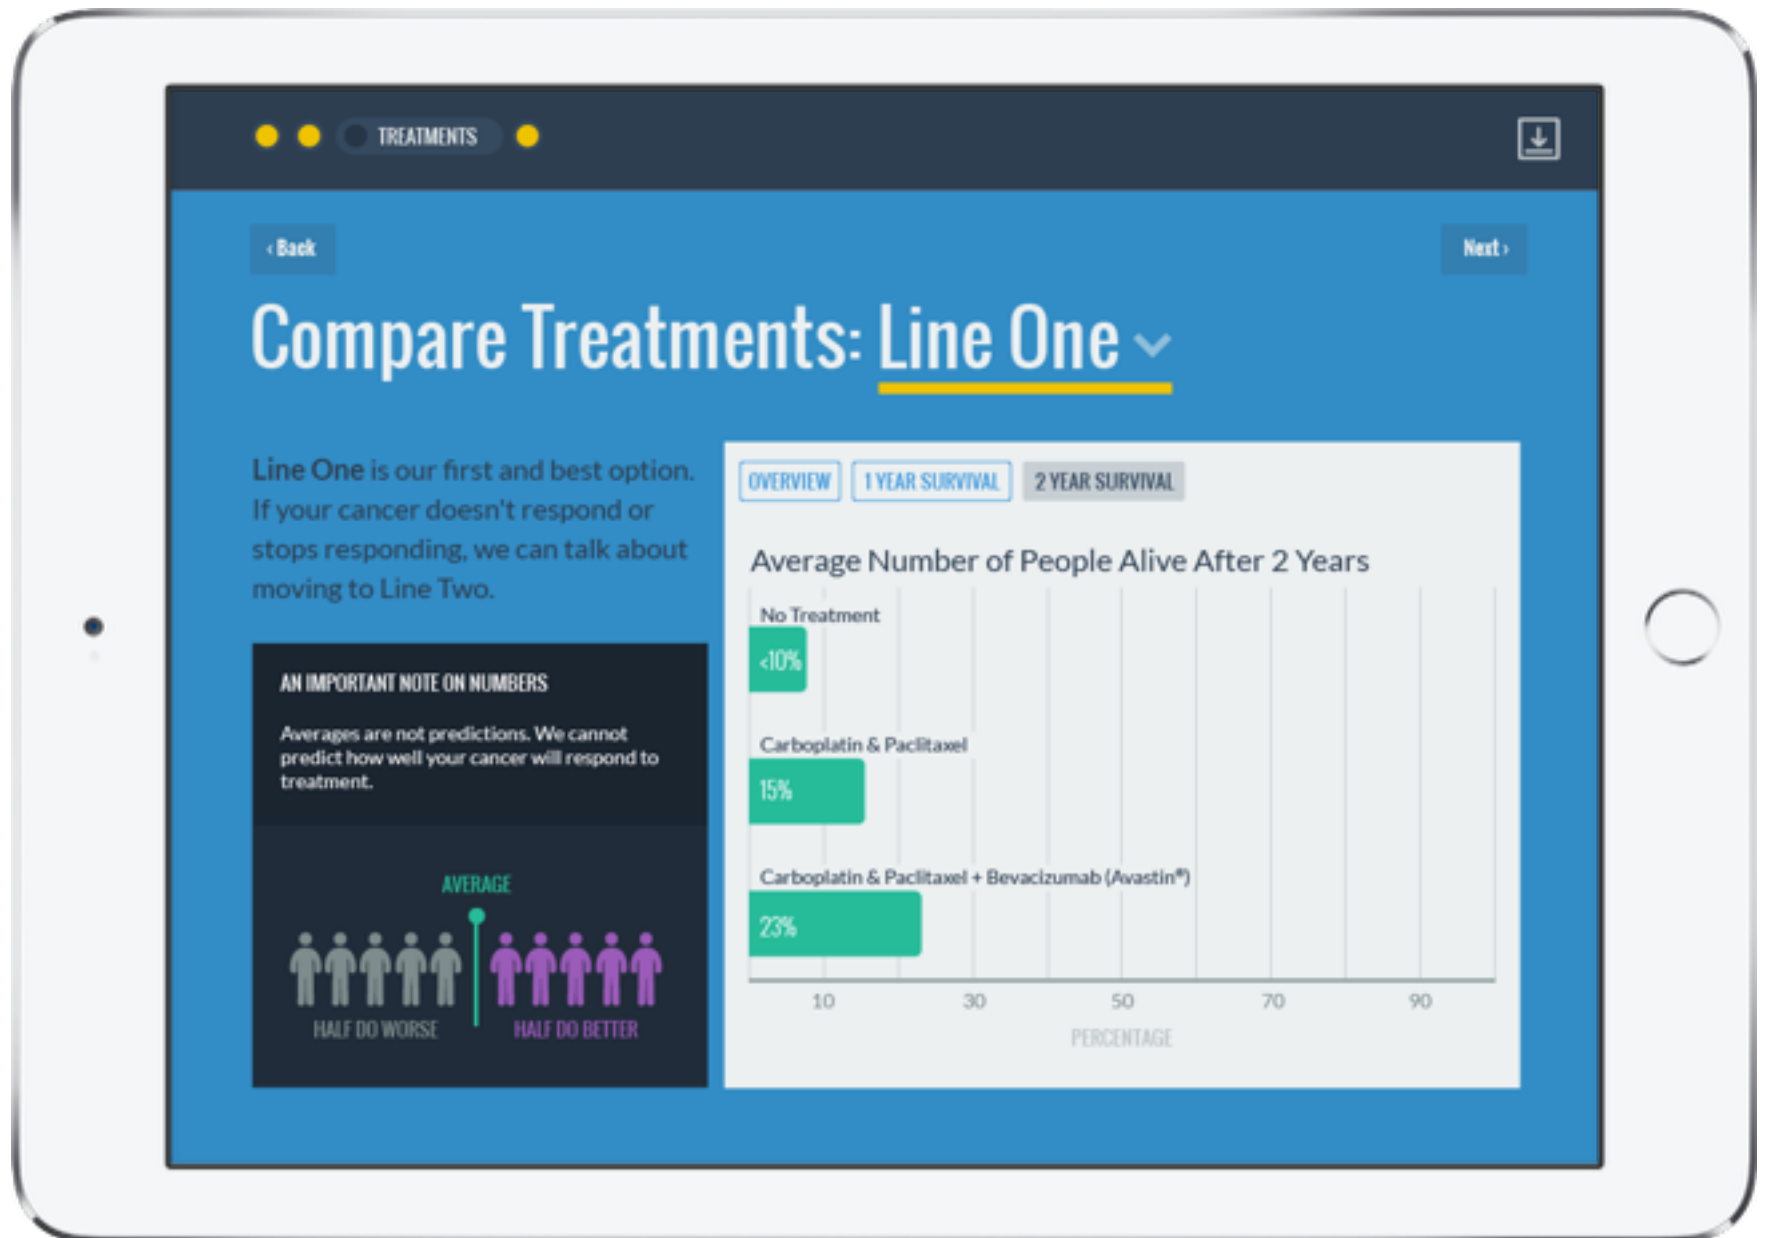 TREATMENTS
‹ Back
Next ›
Compare Treatments: Line One
Line One is our first and best option.
If your cancer doesn't respond or
stops responding, we can talk about
moving to Line Two.
AN IMPORTANT NOTE ON NUMBERS
Averages are not predictions. We cannot
predict how well your cancer will respond to
treatment.
AVERAGE
HALF DO WORSE
HALF DO BETTER
OVERVIEW
1 YEAR SURVIVAL
2 YEAR SURVIVAL
Average Number of People Alive After 2 Years
No Treatment
<10%
Carboplatin & Paclitaxel
15%
Carboplatin & Paclitaxel + Bevacizumab (Avastin®)
23%
10 30 50 70 90
PERCENTAGE